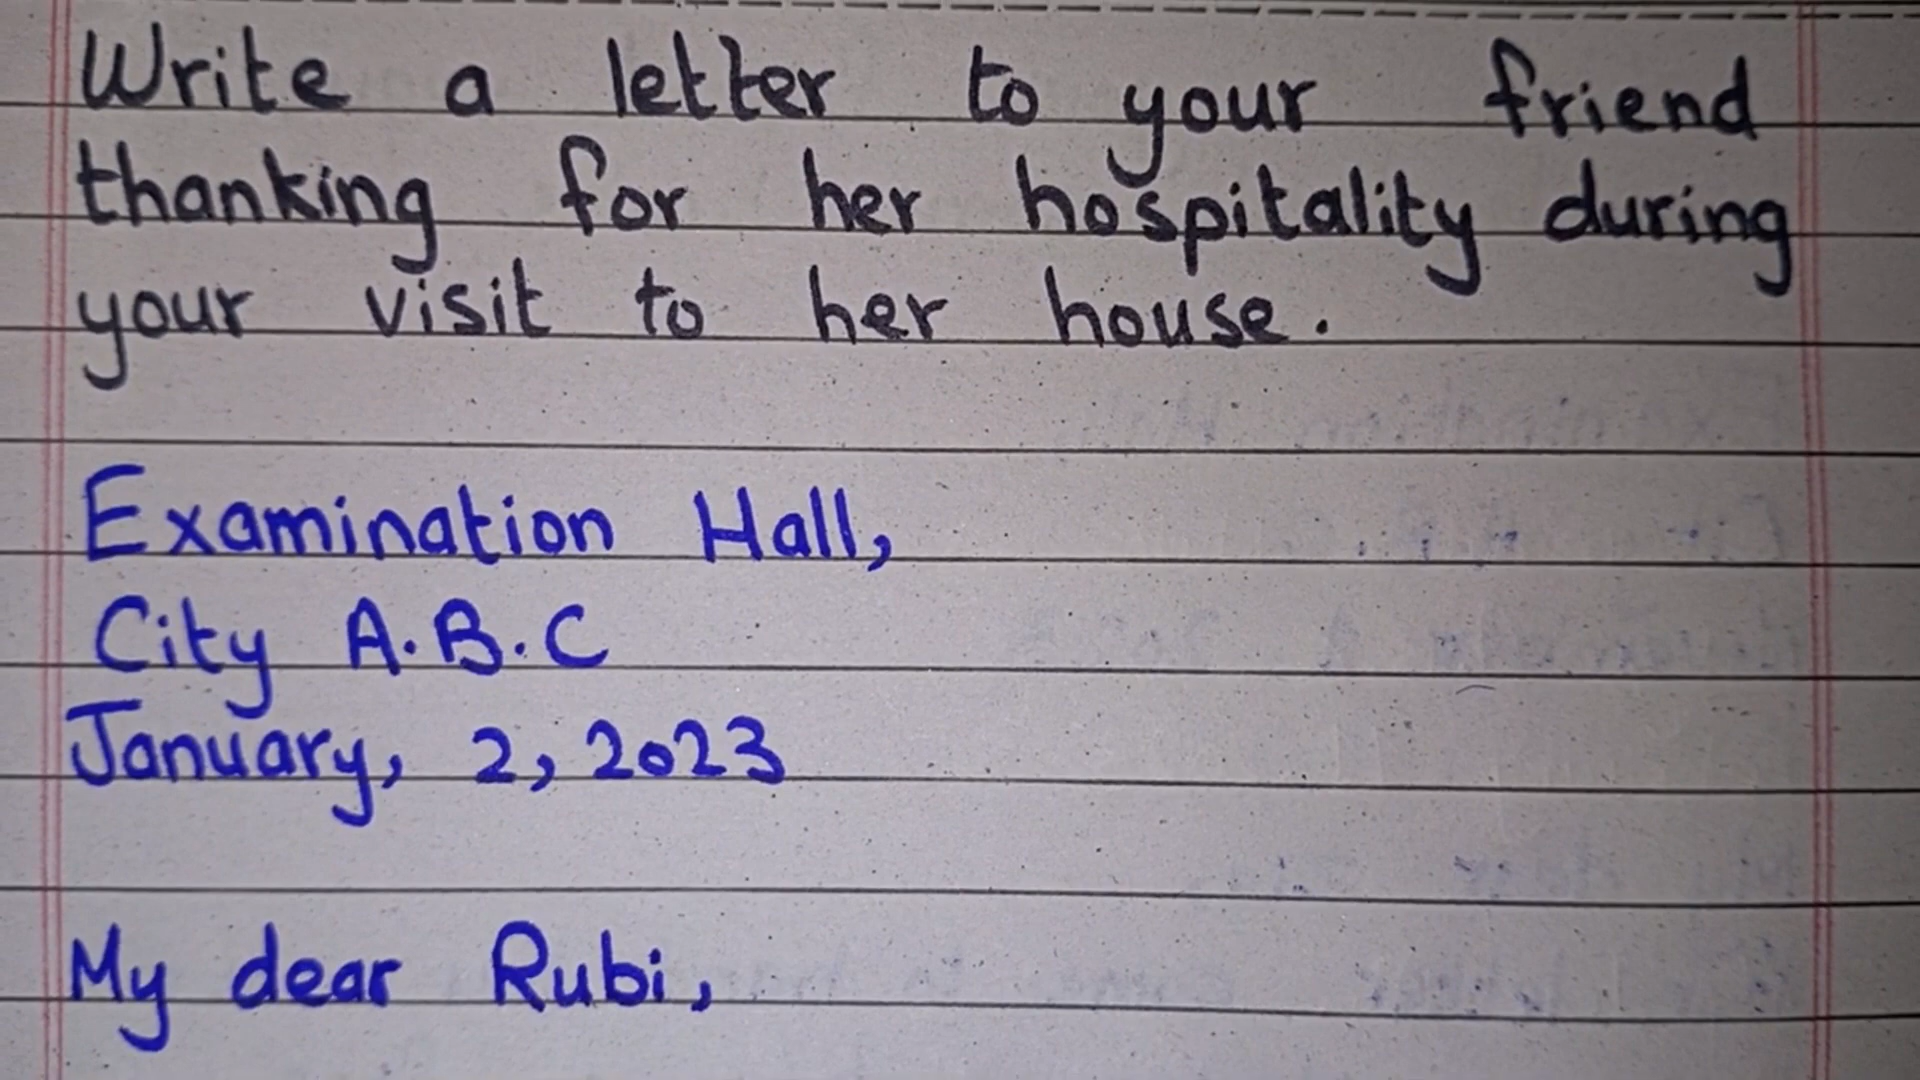 Write a letter to your friend
thanking for her hospitality during
your visit to her house.
Examination Hall,
City A.B.C
January, 2, 2023
My dear Rubi,